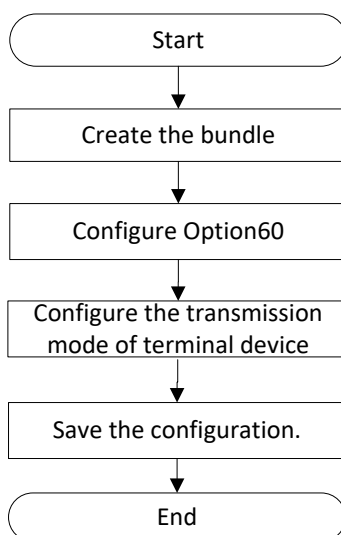 Start
Create the bundle
Configure Option60
Configure the transmission
mode of terminal device
Save the configuration.
End